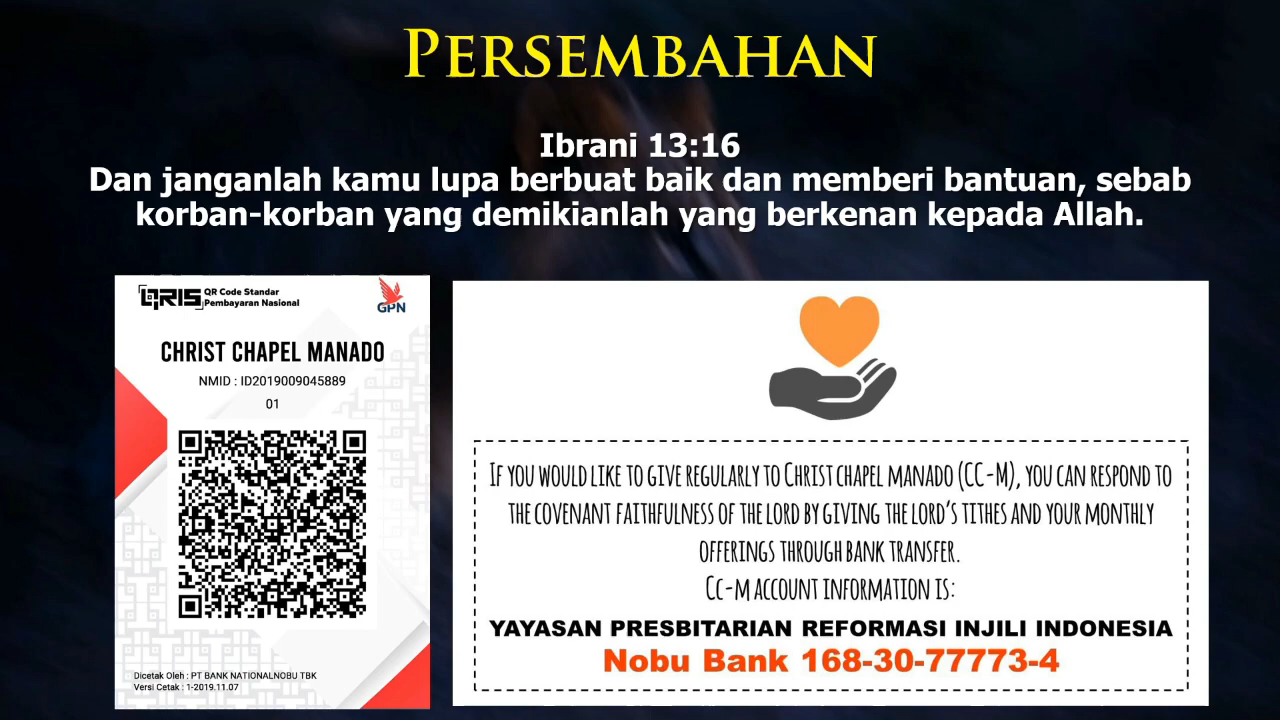 PERSEMBAHAN
Ibrani 13:16
Dan janganlah kamu lupa berbuat baik dan memberi bantuan, sebab
korban-korban yang demikianlah yang berkenan kepada Allah.
QRIS QR Code Standar
Pembayaran Nasional
GPN
CHRIST CHAPEL MANADO
NMID : ID2019009045889
01
Dicetak Oleh : PT BANK NATIONALNOBU TBK
Versi Cetak : 1-2019.11.07
IF YOU WOULD LIKE TO GIVE REGULARLY TO CHRIST CHAPEL MANADO (CC-M), YOU CAN RESPOND TO
THE COVENANT FAITHFULNESS OF THE LORD BY GIVING THE LORD'S TITHES AND YOUR MONTHLY
OFFERINGS THROUGH BANK TRANSFER.
CC-M ACCOUNT INFORMATION IS:
YAYASAN PRESBITARIAN REFORMASI INJILI INDONESIA
Nobu Bank 168-30-77773-4